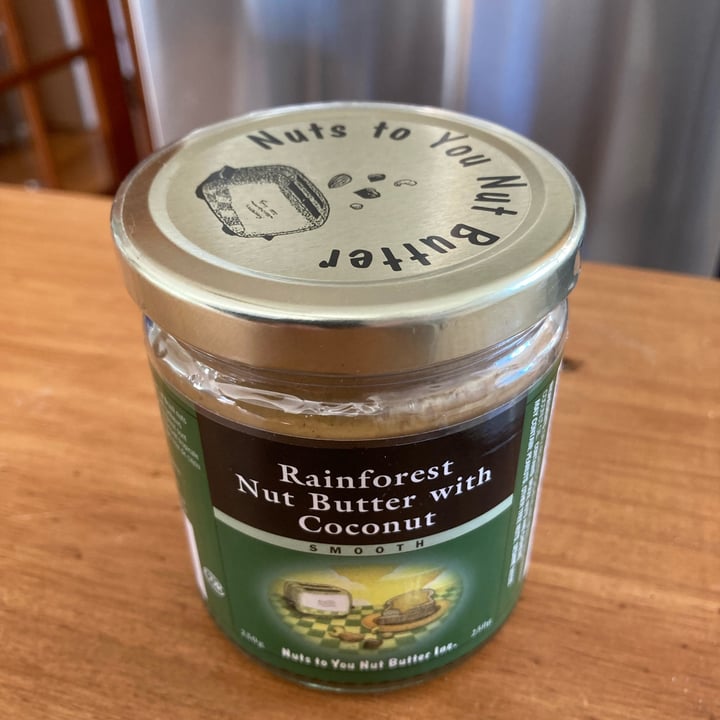 Nuts to You Nut Butter
Rainforest
Nut Butter with
Coconut
SMOOTH
250g
250g
Nuts to You Nut Butter Inc.